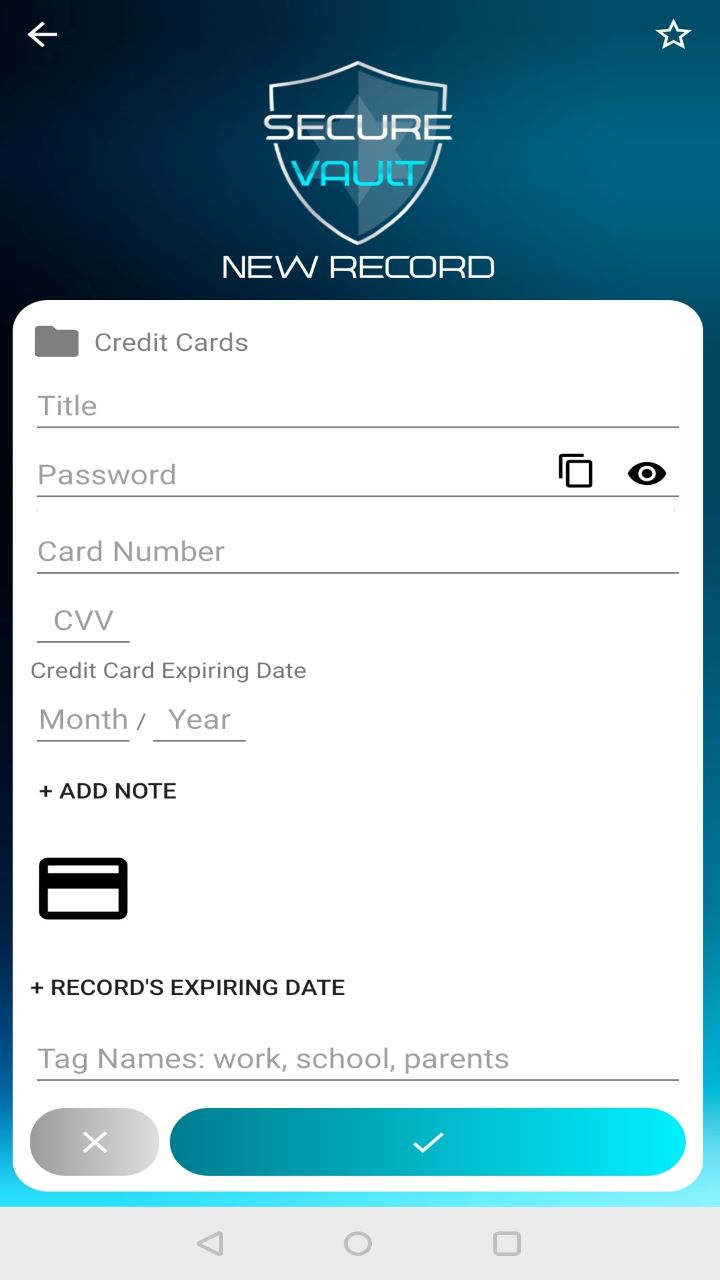 SECURE
VAULT
NEW RECORD
Credit Cards
Title
Password
Card Number
CVV
Credit Card Expiring Date
Month / Year
+ ADD NOTE
+ RECORD'S EXPIRING DATE
Tag Names: work, school, parents